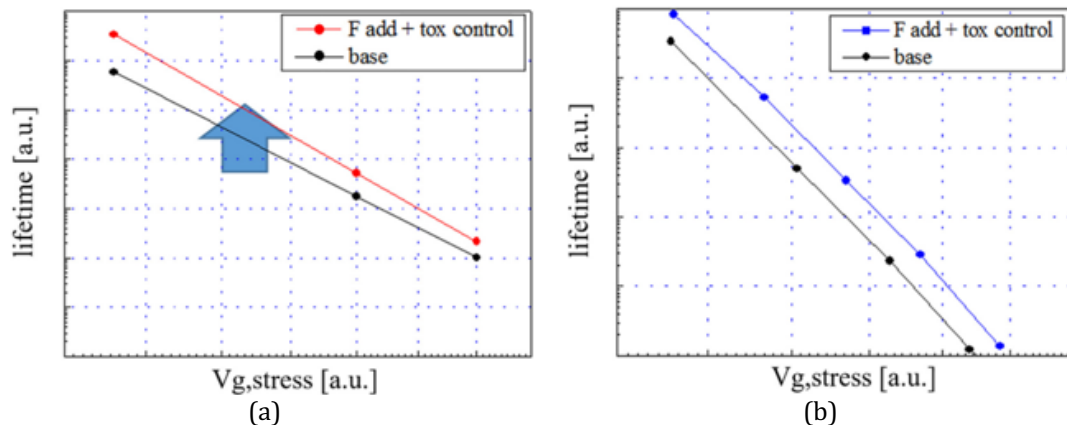 F add + tox control
base
lifetime [a.u.]
Vg,stress [a.u.]
(a)
F add + tox control
base
lifetime [a.u.]
Vg,stress [a.u.]
(b)